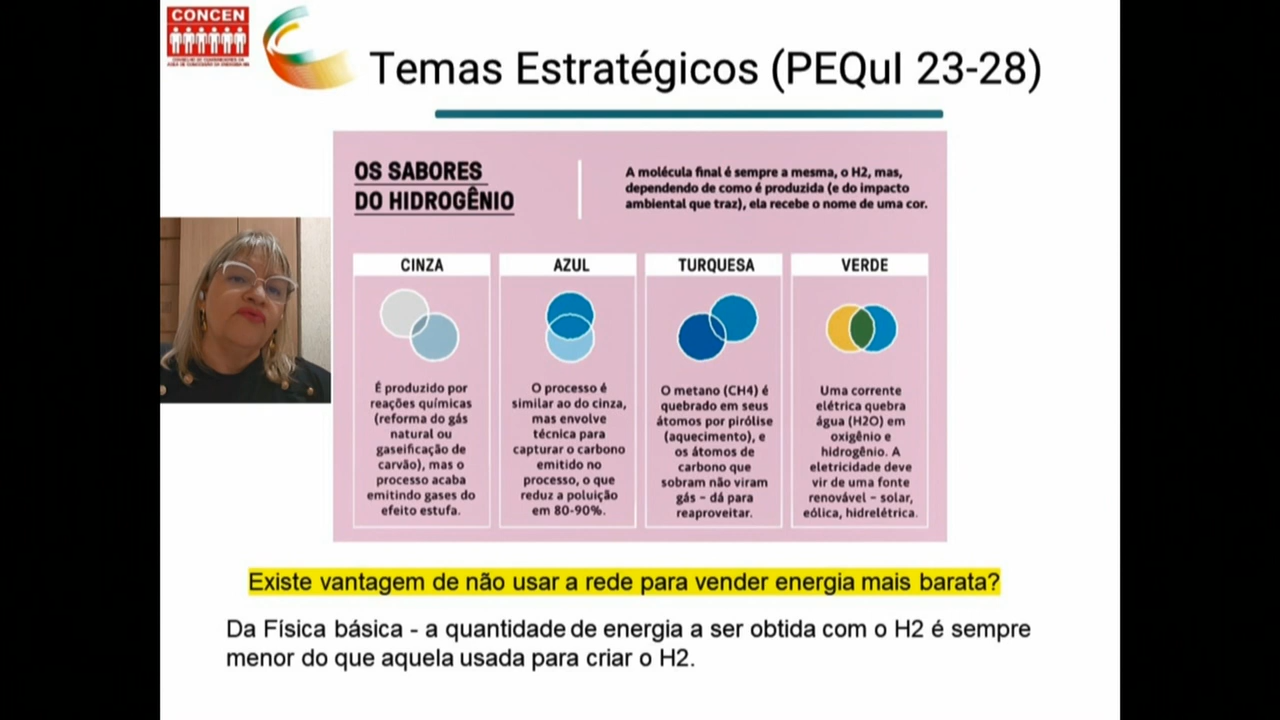 CONCEN
Temas Estratégicos (PEQuI 23-28)
OS SABORES
DO HIDROGÊNIO
A molécula final é sempre a mesma, o H2, mas,
dependendo de como é produzida (e do impacto
ambiental que traz), ela recebe o nome de uma cor.
CINZA
É produzido por
reações químicas
(reforma do gás
natural ou
gaseificação de
carvão), mas o
processo acaba
emitindo gases do
efeito estufa.
AZUL
O processo é
similar ao do cinza,
mas envolve
técnica para
capturar o carbono
emitido no
processo, o que
reduz a poluição
em 80-90%.
TURQUESA
O metano (CH4) é
quebrado em seus
átomos por pirólise
(aquecimento), e
os átomos de
carbono que
sobram não viram
gás – dá para
reaproveitar.
VERDE
Uma corrente
elétrica quebra
água (H2O) em
oxigênio e
hidrogênio. A
eletricidade deve
vir de uma fonte
renovável – solar,
eólica, hidrelétrica.
Existe vantagem de não usar a rede para vender energia mais barata?
Da Física básica - a quantidade de energia a ser obtida com o H2 é sempre
menor do que aquela usada para criar o H2.